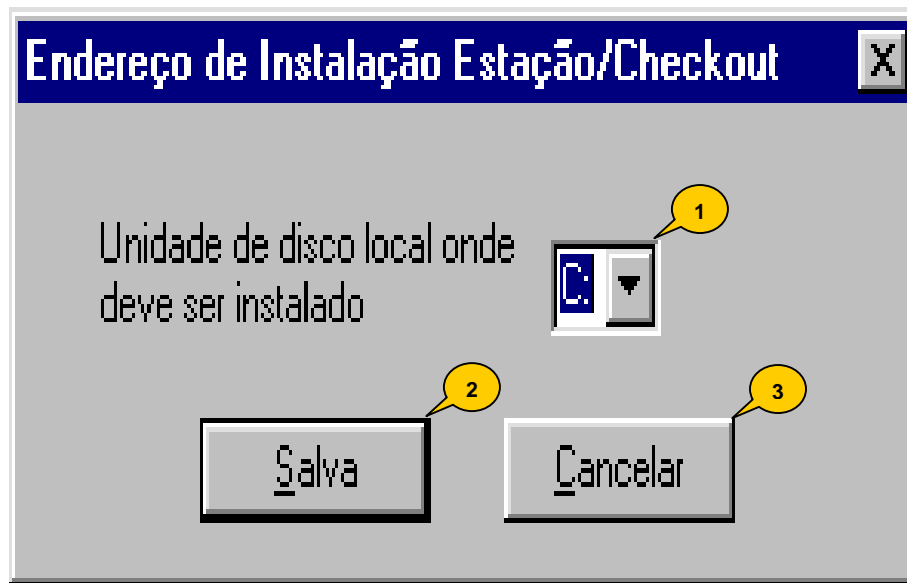 Endereço de Instalação Estação/Checkout X
1
Unidade de disco local onde
deve ser instalado
C:
2
3
Salva
Cancelar